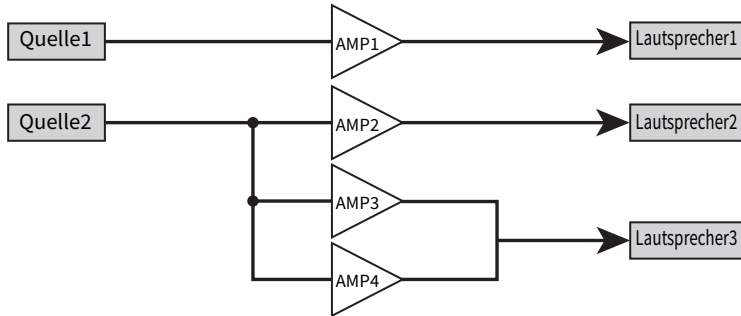 Quelle1
AMP1
Lautsprecher1
Quelle2
AMP2
Lautsprecher2
AMP3
Lautsprecher3
AMP4